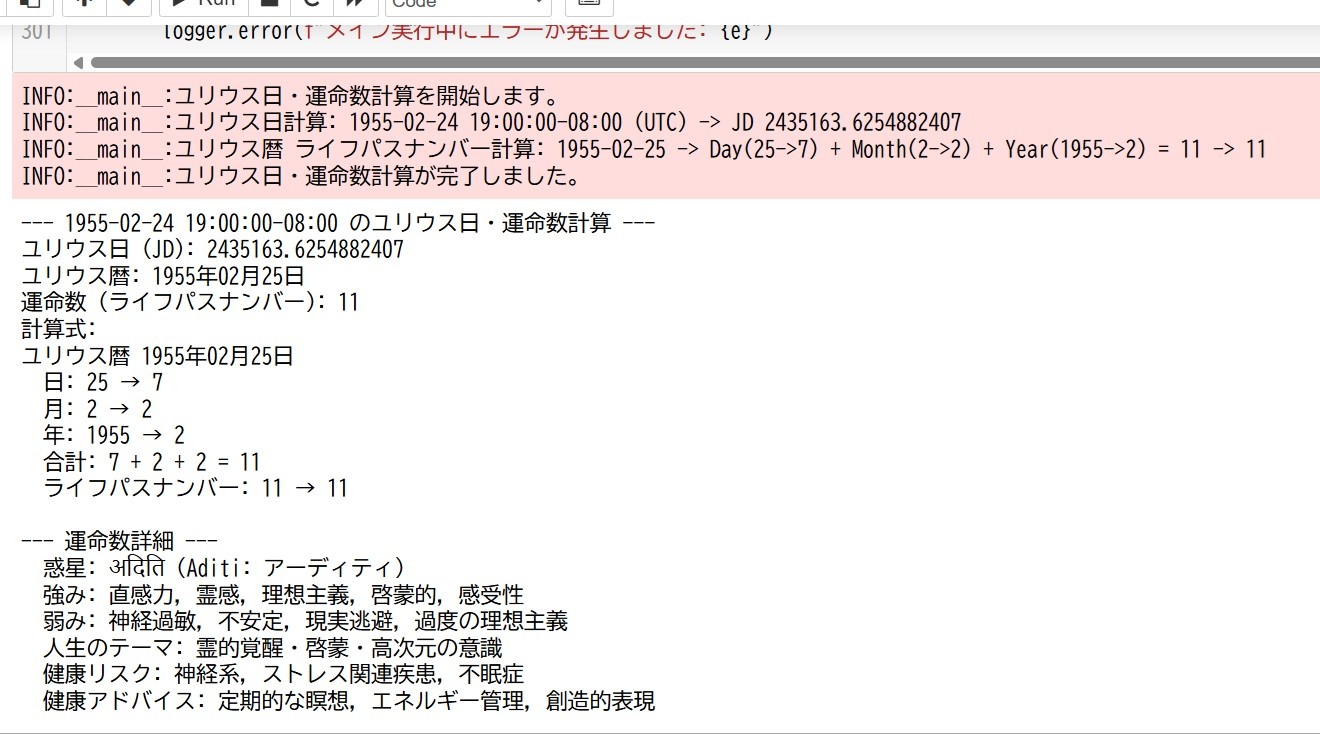 Run
Code
301 logger.error(f"メイン実行中にエラーが発生しました: {e}")
INFO:__main__:ユリウス日・運命数計算を開始します。
INFO:__main__:ユリウス日計算: 1955-02-24 19:00:00-08:00 (UTC) -> JD 2435163.6254882407
INFO:__main__:ユリウス暦 ライフパスナンバー計算: 1955-02-25 -> Day(25->7) + Month(2->2) + Year(1955->2) = 11 -> 11
INFO:__main__:ユリウス日・運命数計算が完了しました。
--- 1955-02-24 19:00:00-08:00 のユリウス日・運命数計算 ---
ユリウス日 (JD): 2435163.6254882407
ユリウス暦: 1955年02月25日
運命数 (ライフパスナンバー): 11
計算式:
ユリウス暦 1955年02月25日
日: 25 → 7
月: 2 → 2
年: 1955 → 2
合計: 7 + 2 + 2 = 11
ライフパスナンバー: 11 → 11
--- 運命数詳細 ---
惑星: अदिति (Aditi: アーディティ)
強み: 直感力, 霊感, 理想主義, 啓蒙的, 感受性
弱み: 神経過敏, 不安定, 現実逃避, 過度の理想主義
人生のテーマ: 霊的覚醒・啓蒙・高次元の意識
健康リスク: 神経系, ストレス関連疾患, 不眠症
健康アドバイス: 定期的な瞑想, エネルギー管理, 創造的表現